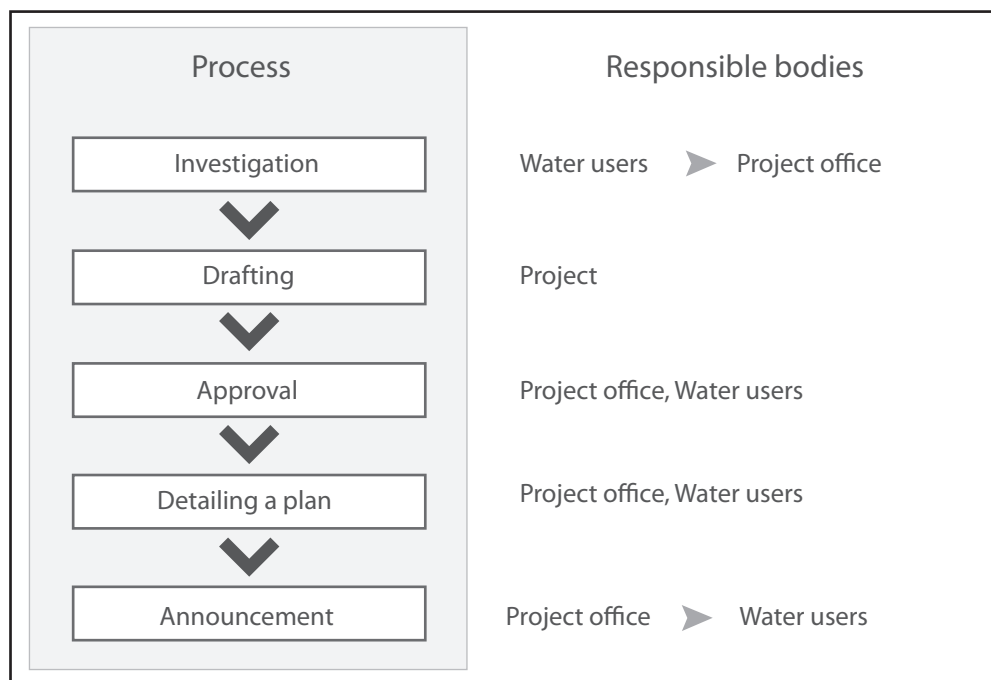 Process Responsible bodies
Investigation Water users Project office
Drafting Project
Approval Project office, Water users
Detailing a plan Project office, Water users
Announcement Project office Water users